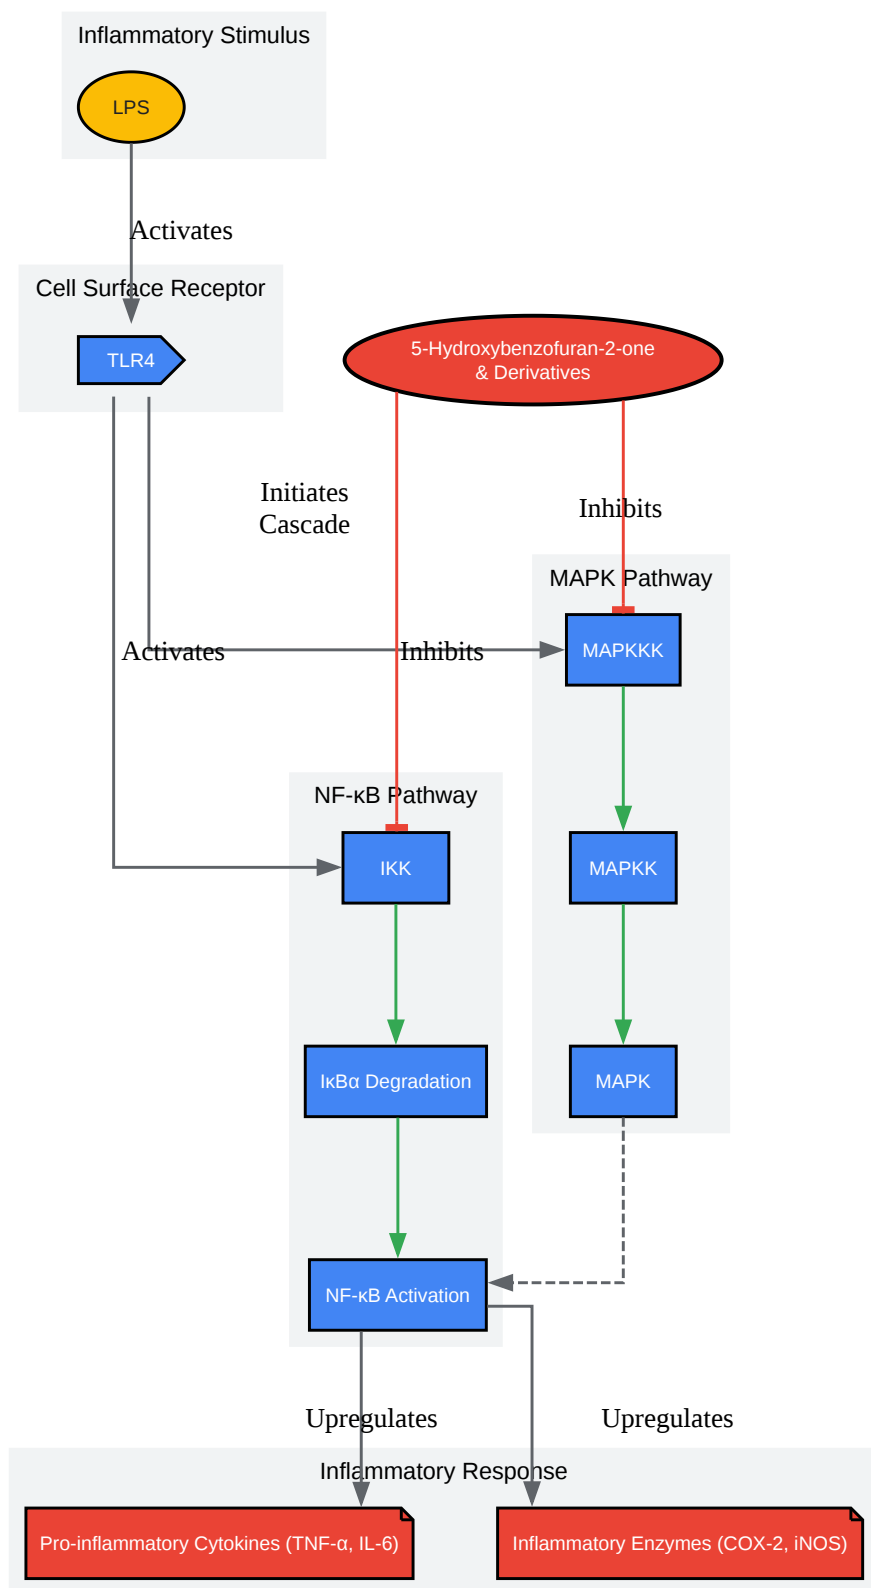 Inflammatory Stimulus
LPS
Activates
Cell Surface Receptor
TLR4
5-Hydroxybenzofuran-2-one
& Derivatives
Initiates
Cascade
Inhibits
MAPK Pathway
Activates
Inhibits
MAPKKK
NF-κB Pathway
IKK
MAPKK
IκBα Degradation
MAPK
NF-κB Activation
Upregulates
Upregulates
Inflammatory Response
Pro-inflammatory Cytokines (TNF-α, IL-6)
Inflammatory Enzymes (COX-2, iNOS)